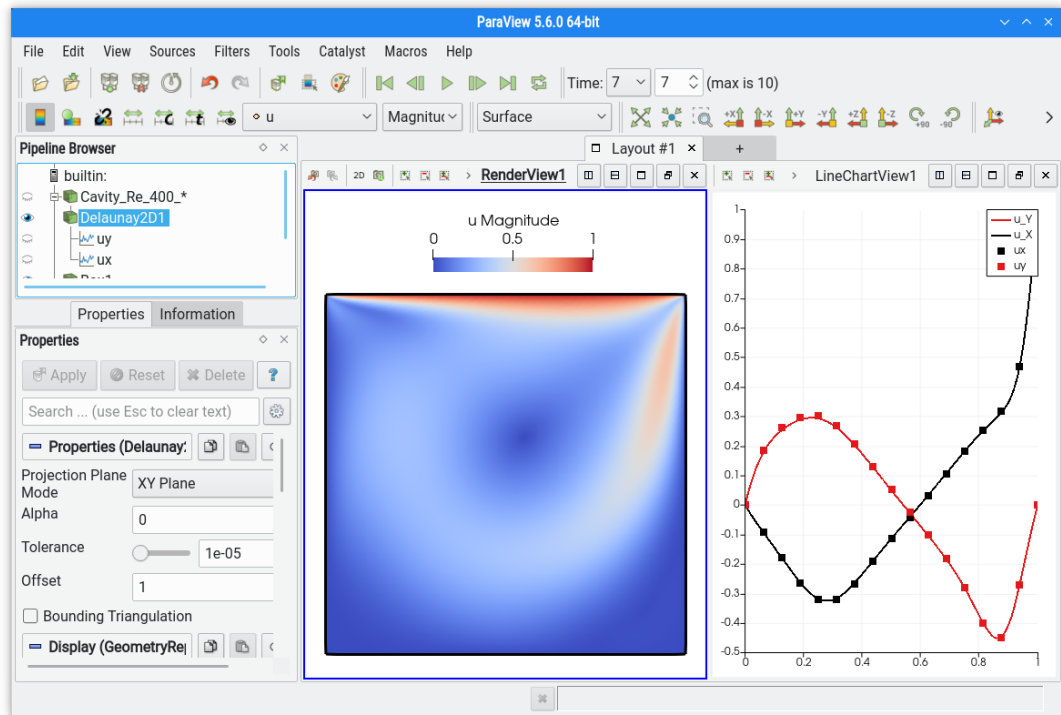 ParaView 5.6.0 64-bit
File Edit View Sources Filters Tools Catalyst Macros Help
Time: 7 7 (max is 10)
u Magnituc Surface +X -X +Y -Y +Z -Z +90 -90
Pipeline Browser
Layout #1 +
builtin:
Cavity_Re_400_*
Delaunay2D1
uy
ux
2D RenderView1
LineChartView1
Properties Information
Properties
Apply Reset Delete ?
Search ... (use Esc to clear text)
Properties (Delaunay2
Projection Plane Mode XY Plane
Alpha 0
Tolerance 1e-05
Offset 1
Bounding Triangulation
Display (GeometryRep
u Magnitude
0 0.5 1
u_Y
u_X
ux
uy
1
0.9
0.8
0.7
0.6
0.5
0.4
0.3
0.2
0.1
0
-0.1
-0.2
-0.3
-0.4
-0.5
0 0.2 0.4 0.6 0.8 1